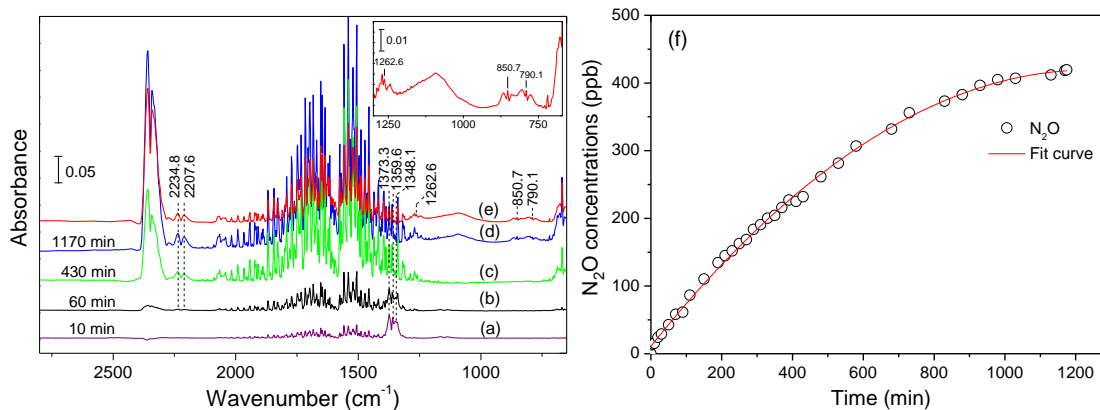 Absorbance
0.05
2234.8
2207.6
1373.3
1359.6
1348.1
1262.6
850.7
790.1
(e)
1170 min
(d)
430 min
(c)
60 min
(b)
10 min
(a)
2500 2000 1500 1000
Wavenumber (cm⁻¹)
0.01
1262.6
850.7
790.1
1300 1000 700
(f)
N₂O concentrations (ppb)
500
400
300
200
100
0
N₂O
Fit curve
0 200 400 600 800 1000 1200
Time (min)